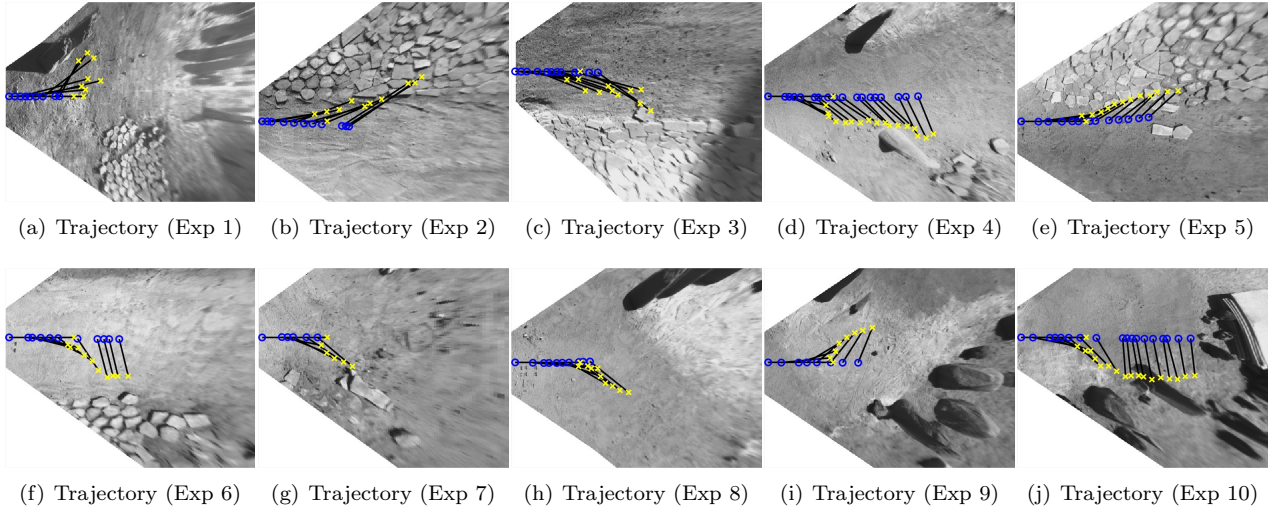 (a) Trajectory (Exp 1) (b) Trajectory (Exp 2) (c) Trajectory (Exp 3) (d) Trajectory (Exp 4) (e) Trajectory (Exp 5)
(f) Trajectory (Exp 6) (g) Trajectory (Exp 7) (h) Trajectory (Exp 8) (i) Trajectory (Exp 9) (j) Trajectory (Exp 10)